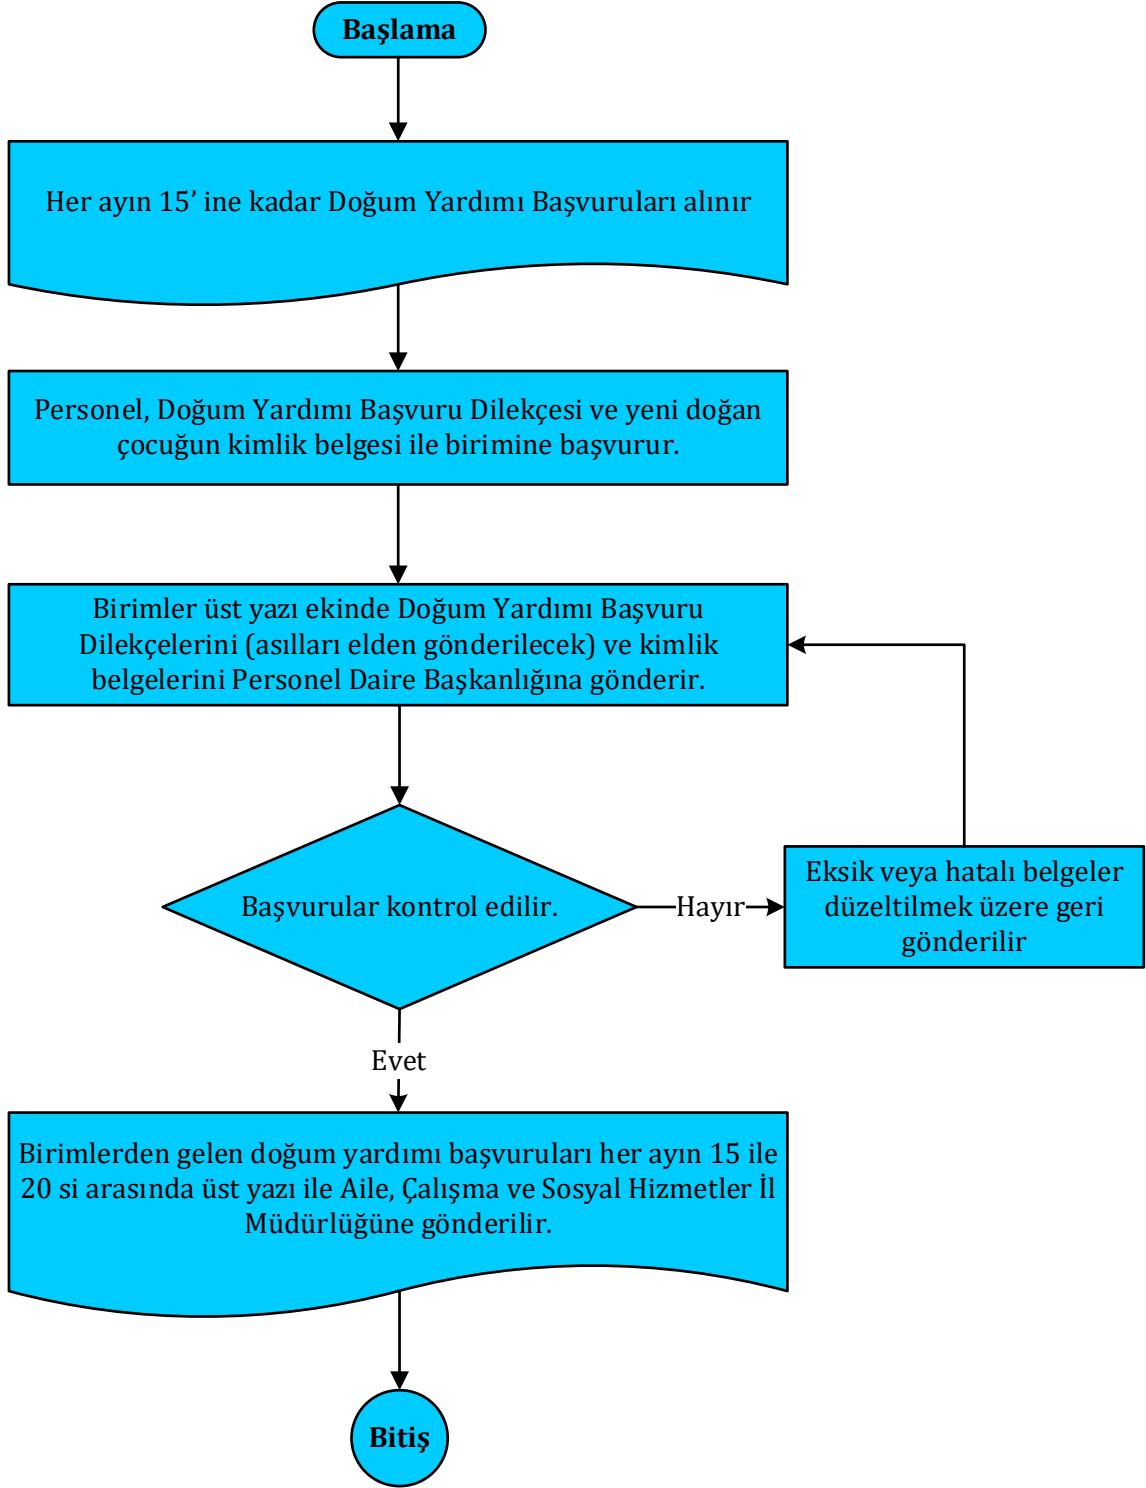 Başlama
Her ayın 15’ ine kadar Doğum Yardımı Başvuruları alınır
Personel, Doğum Yardımı Başvuru Dilekçesi ve yeni doğan
çocuğun kimlik belgesi ile birimine başvurur.
Birimler üst yazı ekinde Doğum Yardımı Başvuru
Dilekçelerini (asılları elden gönderilecek) ve kimlik
belgelerini Personel Daire Başkanlığına gönderir.
Başvurular kontrol edilir.
Hayır
Eksik veya hatalı belgeler
düzeltilmek üzere geri
gönderilir
Evet
Birimlerden gelen doğum yardımı başvuruları her ayın 15 ile
20 si arasında üst yazı ile Aile, Çalışma ve Sosyal Hizmetler İl
Müdürlüğüne gönderilir.
Bitiş